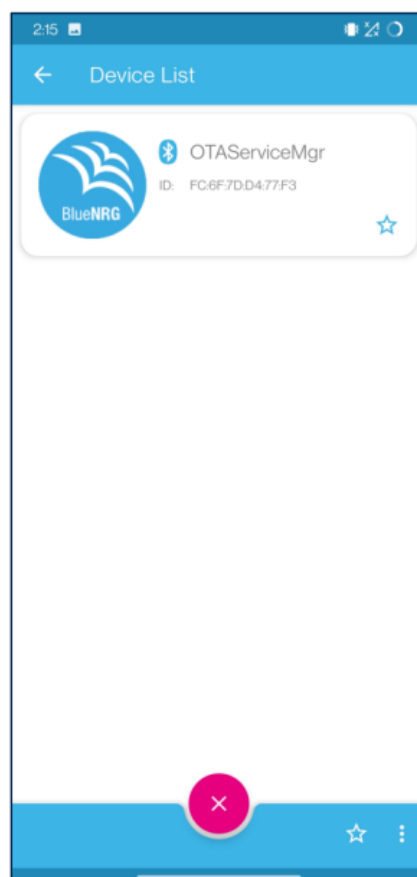 2:15
Device List
OTAServiceMgr
ID: FC:6F:7D:D4:77:F3
BlueNRG